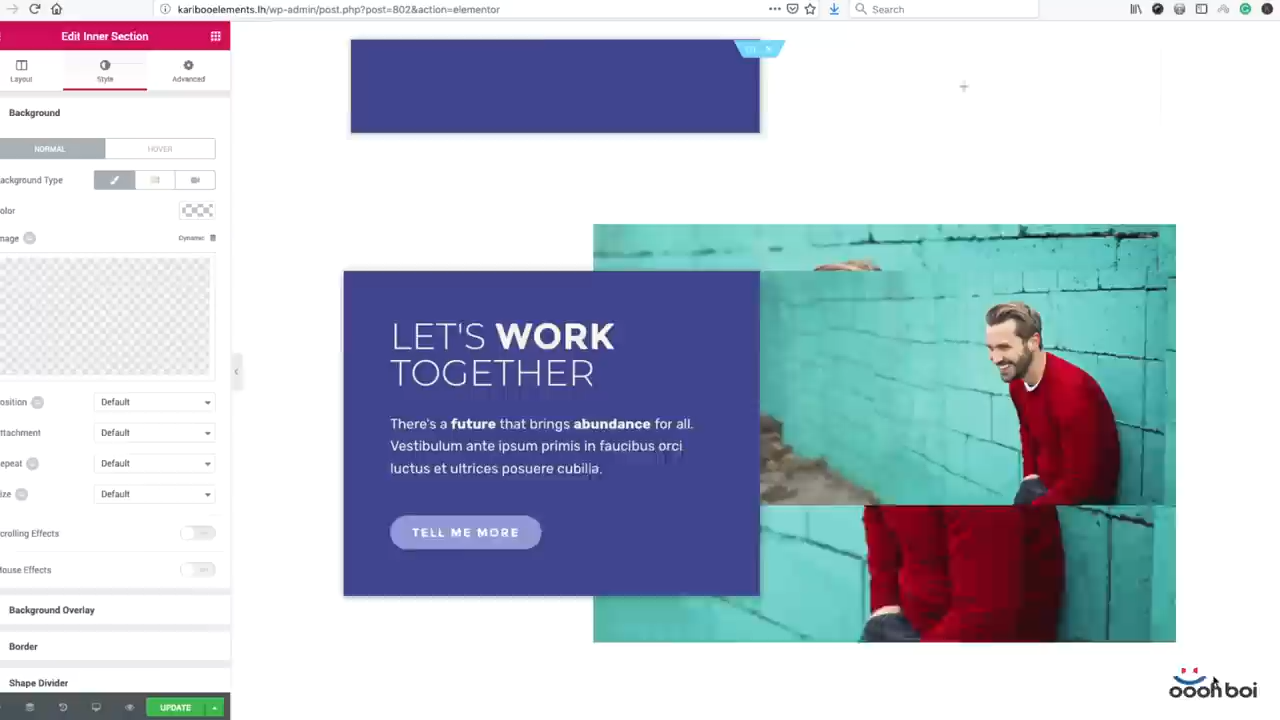 karibooelements.lh/wp-admin/post.php?post=802&action=elementor
Search
Edit Inner Section
Layout
Style
Advanced
Background
NORMAL
HOVER
ackground Type
olor
mage
Dynamic
osition
Default
ttachment
Default
epeat
Default
ize
Default
crolling Effects
ouse Effects
Background Overlay
Border
Shape Divider
UPDATE
LET'S WORK
TOGETHER
There's a future that brings abundance for all.
Vestibulum ante ipsum primis in faucibus orci
luctus et ultrices posuere cubilia,
TELL ME MORE
oooh boi